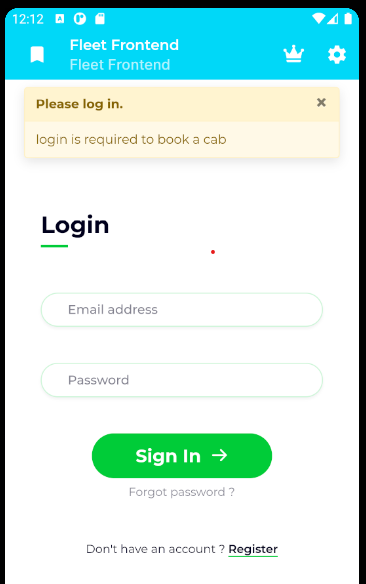 12:12
Fleet Frontend
Fleet Frontend
Please log in.
×
login is required to book a cab
Login
Email address
Password
Sign In →
Forgot password ?
Don't have an account ? Register